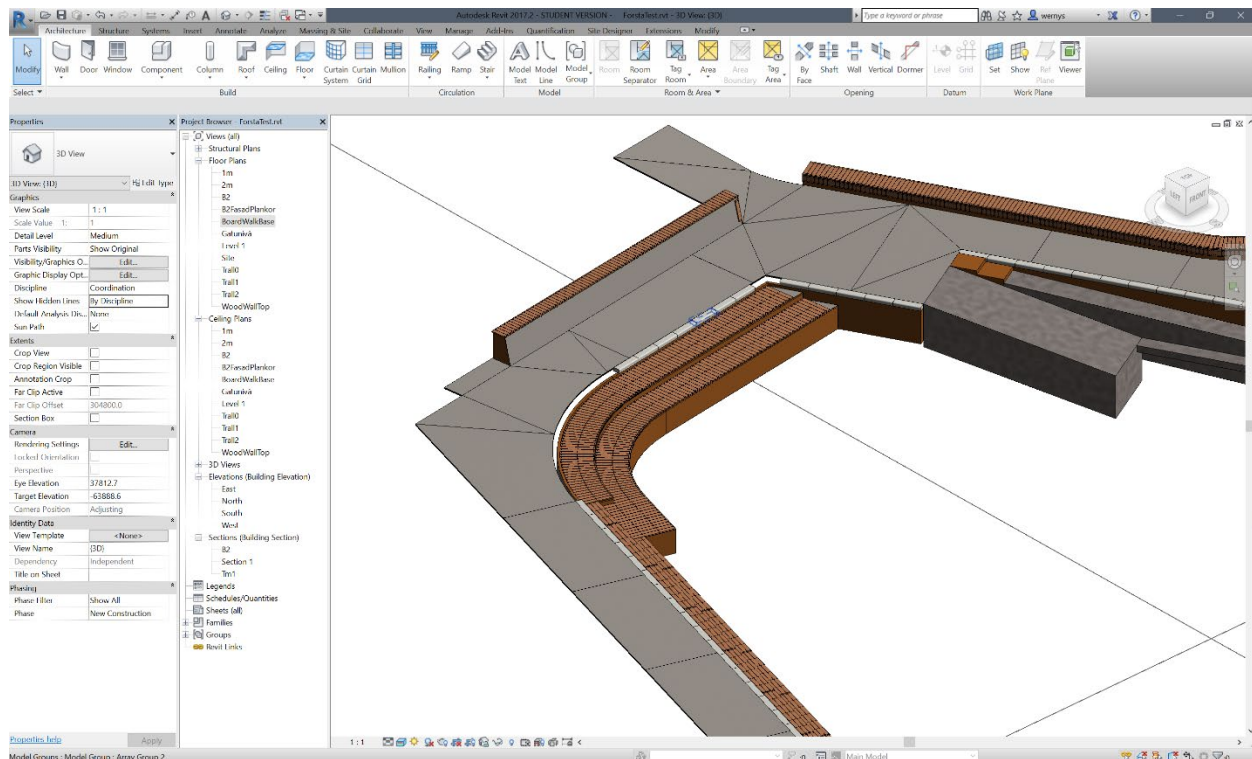 Autodesk Revit 2017.2 - STUDENT VERSION - ForstaTest.rvt - 3D View: {3D}
Type a keyword or phrase
wernys
Architecture Structure Systems Insert Annotate Analyze Massing & Site Collaborate View Manage Add-Ins Quantification Site Designer Extensions Modify
Modify Wall Door Window Component Column Roof Ceiling Floor Curtain System Curtain Grid Mullion Railing Ramp Stair Model Text Model Line Model Group Room Room Separator Tag Room Area Area Boundary Tag Area By Face Shaft Wall Vertical Dormer Level Grid Set Show Ref Plane Viewer
Select Build Circulation Model Room & Area Opening Datum Work Plane
Properties
3D View
3D View: {3D} Edit Type
Graphics
View Scale 1 : 1
Scale Value 1: 1
Detail Level Medium
Parts Visibility Show Original
Visibility/Graphics O... Edit...
Graphic Display Opt... Edit...
Discipline Coordination
Show Hidden Lines By Discipline
Default Analysis Dis... None
Sun Path
Extents
Crop View
Crop Region Visible
Annotation Crop
Far Clip Active
Far Clip Offset 304800.0
Section Box
Camera
Rendering Settings Edit...
Locked Orientation
Perspective
Eye Elevation 37812.7
Target Elevation -63888.6
Camera Position Adjusting
Identity Data
View Template <None>
View Name {3D}
Dependency Independent
Title on Sheet
Phasing
Phase Filter Show All
Phase New Construction
Properties help Apply
Project Browser - ForstaTest.rvt
Views (all)
Structural Plans
Floor Plans
1m
2m
B2
B2FasadPlankor
BoardWalkBase
Gatunivå
Level 1
Site
Trall0
Trall1
Trall2
WoodWallTop
Ceiling Plans
1m
2m
B2
B2FasadPlankor
BoardWalkBase
Gatunivå
Level 1
Trall0
Trall1
Trall2
WoodWallTop
3D Views
Elevations (Building Elevation)
East
North
South
West
Sections (Building Section)
B2
Section 1
Legends
Schedules/Quantities
Sheets (all)
Families
Groups
Revit Links
TOP
LEFT FRONT
1 : 1
Model Groups : Model Group : Array Group 2
Main Model